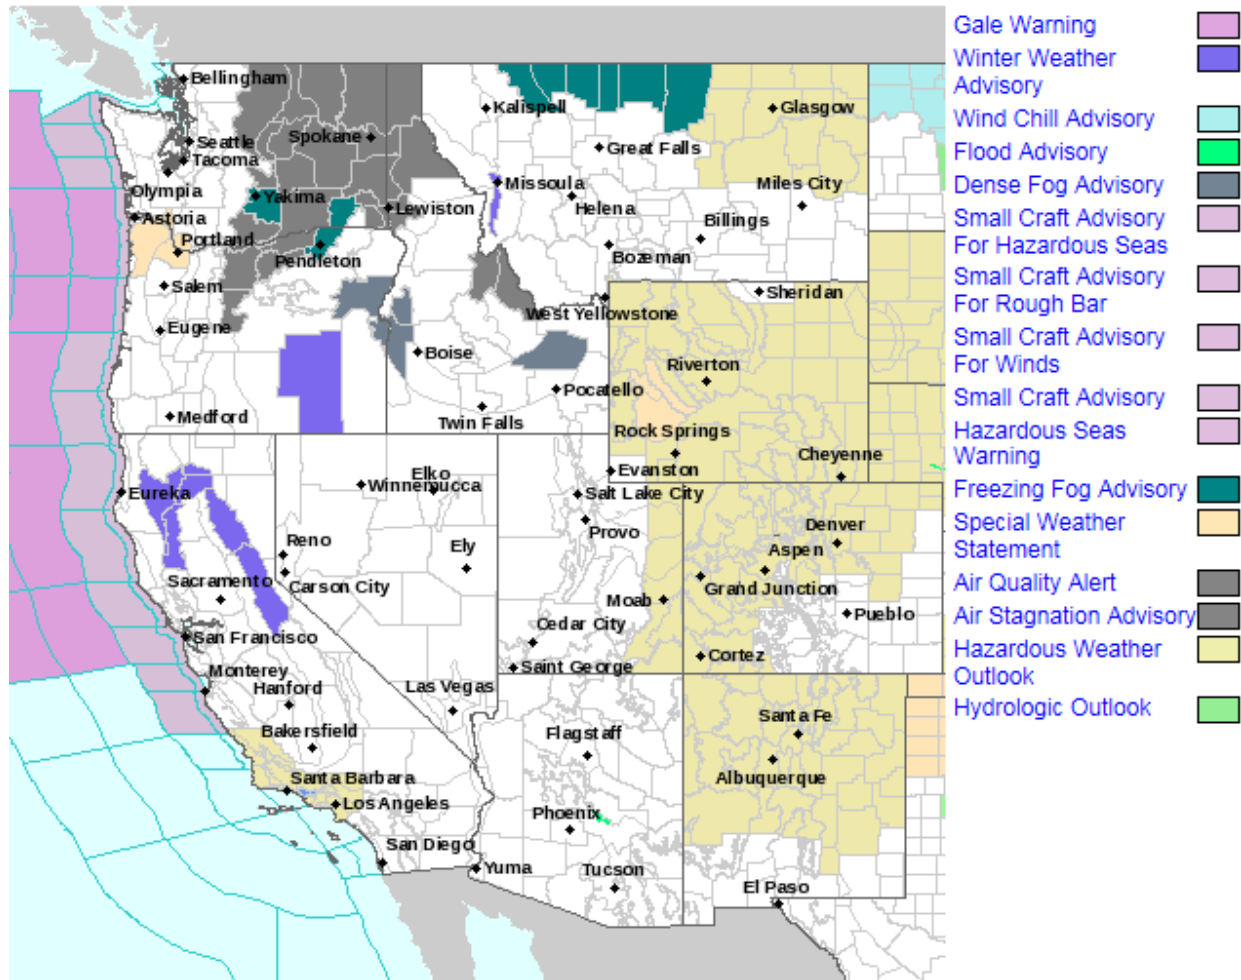 Bellingham
Kalispell
Glasgow
Spokane
Seattle
Great Falls
Tacoma
Missoula
Miles City
Olympia
Yakima
Helena
Lewiston
Astoria
Billings
Portland
Pendleton
Bozeman
Salem
Sheridan
West Yellowstone
Eugene
Boise
Riverton
Pocatello
Medford
Twin Falls
Rock Springs
Cheyenne
Evanston
Elko
Eureka
Winnemucca
Salt Lake City
Provo
Denver
Reno
Ely
Aspen
Sacramento
Carson City
Grand Junction
Moab
Pueblo
San Francisco
Cedar City
Monterey
Saint George
Cortez
Hanford
Las Vegas
Bakersfield
Flagstaff
Santa Fe
Santa Barbara
Albuquerque
Los Angeles
Phoenix
San Diego
Yuma
Tucson
El Paso
Gale Warning
Winter Weather
Advisory
Wind Chill Advisory
Flood Advisory
Dense Fog Advisory
Small Craft Advisory
For Hazardous Seas
Small Craft Advisory
For Rough Bar
Small Craft Advisory
For Winds
Small Craft Advisory
Hazardous Seas
Warning
Freezing Fog Advisory
Special Weather
Statement
Air Quality Alert
Air Stagnation Advisory
Hazardous Weather
Outlook
Hydrologic Outlook